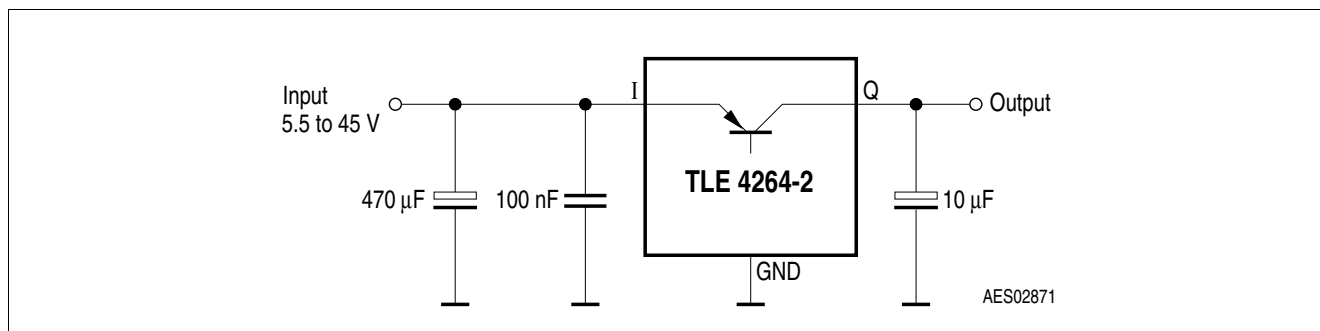 Input
5.5 to 45 V
I
Q
Output
470 μF
100 nF
TLE 4264-2
10 μF
GND
AES02871